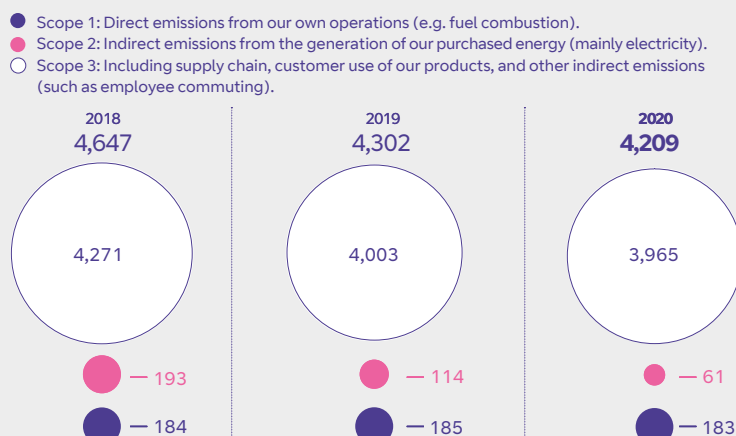 Scope 1: Direct emissions from our own operations (e.g. fuel combustion).
Scope 2: Indirect emissions from the generation of our purchased energy (mainly electricity).
Scope 3: Including supply chain, customer use of our products, and other indirect emissions
(such as employee commuting).
2018 2019 2020
4,647 4,302 4,209
4,271 4,003 3,965
193 114 61
184 185 183